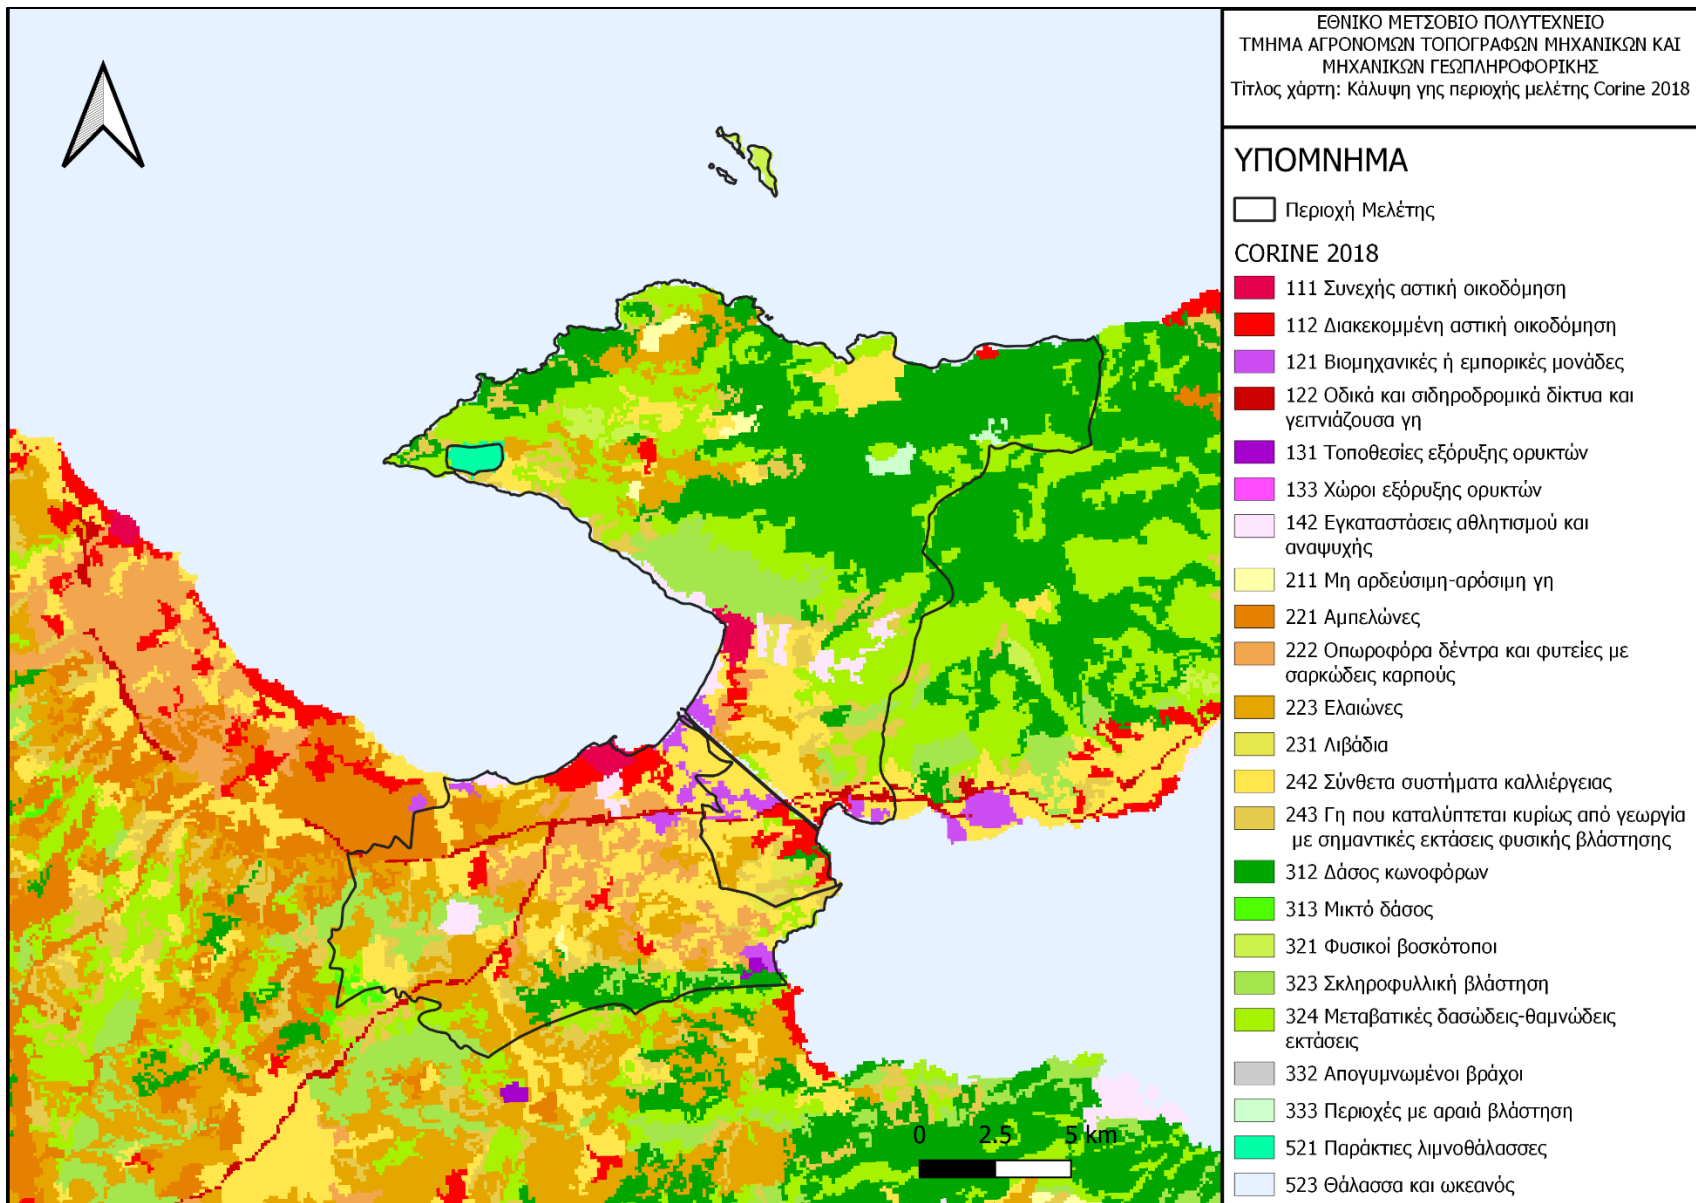 ΕΘΝΙΚΟ ΜΕΤΣΟΒΙΟ ΠΟΛΥΤΕΧΝΕΙΟ
ΤΜΗΜΑ ΑΓΡΟΝΟΜΩΝ ΤΟΠΟΓΡΑΦΩΝ ΜΗΧΑΝΙΚΩΝ ΚΑΙ
ΜΗΧΑΝΙΚΩΝ ΓΕΩΠΛΗΡΟΦΟΡΙΚΗΣ
Τίτλος χάρτη: Κάλυψη γης περιοχής μελέτης Corine 2018
ΥΠΟΜΝΗΜΑ
Περιοχή Μελέτης
CORINE 2018
111 Συνεχής αστική οικοδόμηση
112 Διακεκομμένη αστική οικοδόμηση
121 Βιομηχανικές ή εμπορικές μονάδες
122 Οδικά και σιδηροδρομικά δίκτυα και
γειτνιάζουσα γη
131 Τοποθεσίες εξόρυξης ορυκτών
133 Χώροι εξόρυξης ορυκτών
142 Εγκαταστάσεις αθλητισμού και
αναψυχής
211 Μη αρδεύσιμη-αρόσιμη γη
221 Αμπελώνες
222 Οπωροφόρα δέντρα και φυτείες με
σαρκώδεις καρπούς
223 Ελαιώνες
231 Λιβάδια
242 Σύνθετα συστήματα καλλιέργειας
243 Γη που καταλύπτεται κυρίως από γεωργία
με σημαντικές εκτάσεις φυσικής βλάστησης
312 Δάσος κωνοφόρων
313 Μικτό δάσος
321 Φυσικοί βοσκότοποι
323 Σκληροφυλλική βλάστηση
324 Μεταβατικές δασώδεις-θαμνώδεις
εκτάσεις
332 Απογυμνωμένοι βράχοι
333 Περιοχές με αραιά βλάστηση
521 Παράκτιες λιμνοθάλασσες
523 Θάλασσα και ωκεανός
0 2.5 5 km